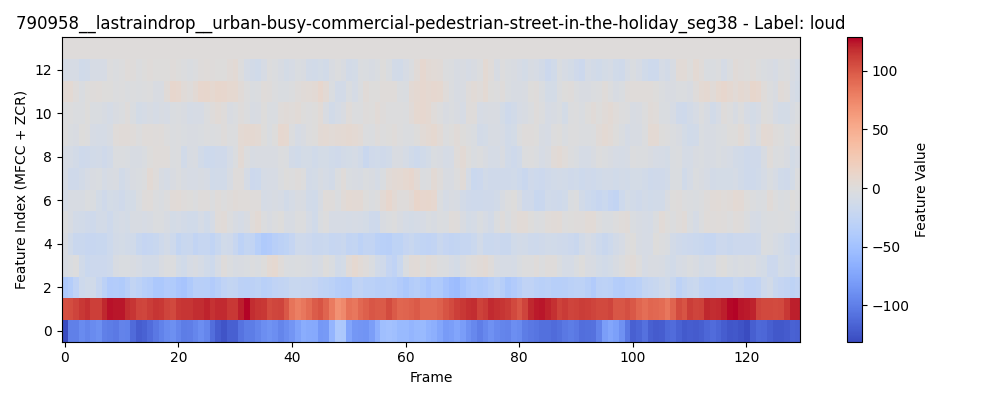 790958__lastraindrop__urban-busy-commercial-pedestrian-street-in-the-holiday_seg38 - Label: loud
Feature Index (MFCC + ZCR)
12
10
8
6
4
2
0
0 20 40 60 80 100 120
Frame
100
50
0
−50
−100
Feature Value